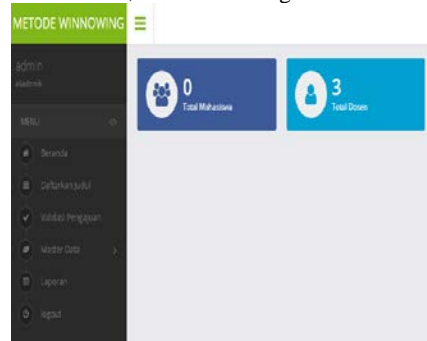 METODE WINNOWING
admin
akademik
MENU
Beranda
Daftarkan Judul
Validasi Pengajuan
Master Data
Laporan
logout
0
Total Mahasiswa
3
Total Dosen